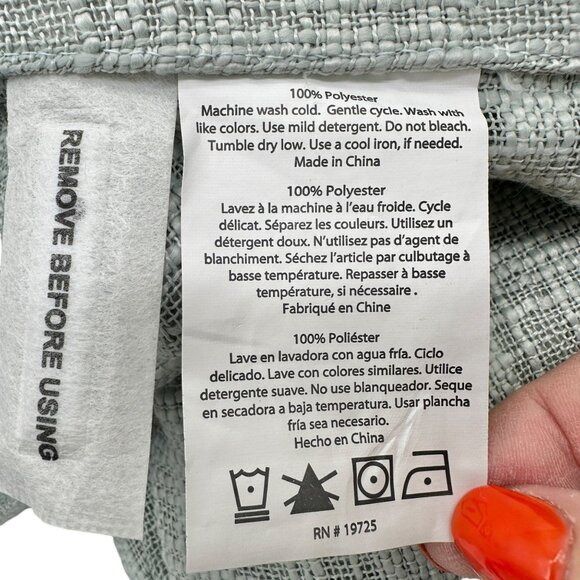 REMOVE BEFORE USING
100% Polyester
Machine wash cold. Gentle cycle. Wash with
like colors. Use mild detergent. Do not bleach.
Tumble dry low. Use a cool iron, if needed.
Made in China
100% Polyester
Lavez à la machine à l'eau froide. Cycle
délicat. Séparez les couleurs. Utilisez un
détergent doux. N'utilisez pas d'agent de
blanchiment. Séchez l'article par culbutage à
basse température. Repasser à basse
température, si nécessaire .
Fabriqué en Chine
100% Poliéster
Lave en lavadora con agua fría. Ciclo
delicado. Lave con colores similares. Utilice
detergente suave. No use blanqueador. Seque
en secadora a baja temperatura. Usar plancha
fría sea necesario.
Hecho en China
RN # 19725